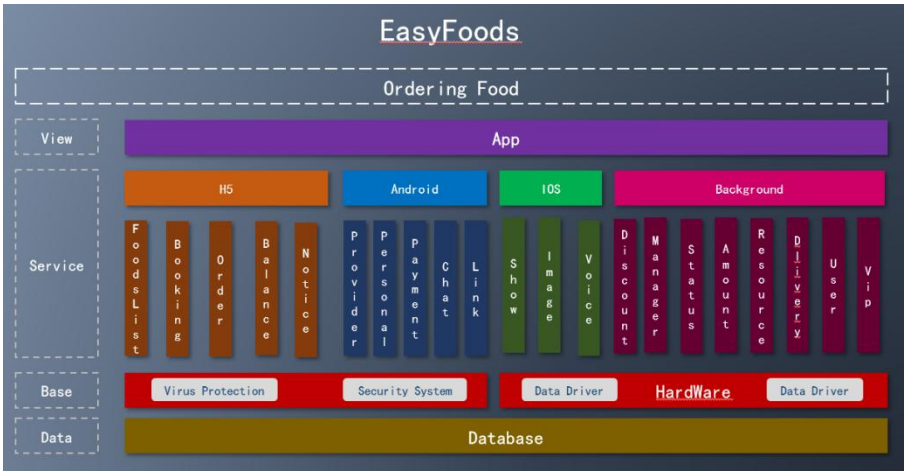 EasyFoods
Ordering Food
View
App
Service
H5
Android
IOS
Background
FoodsList
Booking
Order
Balance
Notice
Provider
Personal
Payment
Chat
Link
Show
Image
Voice
Discount
Manager
Status
Amount
Resource
Dlivery
User
Vip
Base
Virus Protection
Security System
Data Driver
HardWare
Data Driver
Data
Database